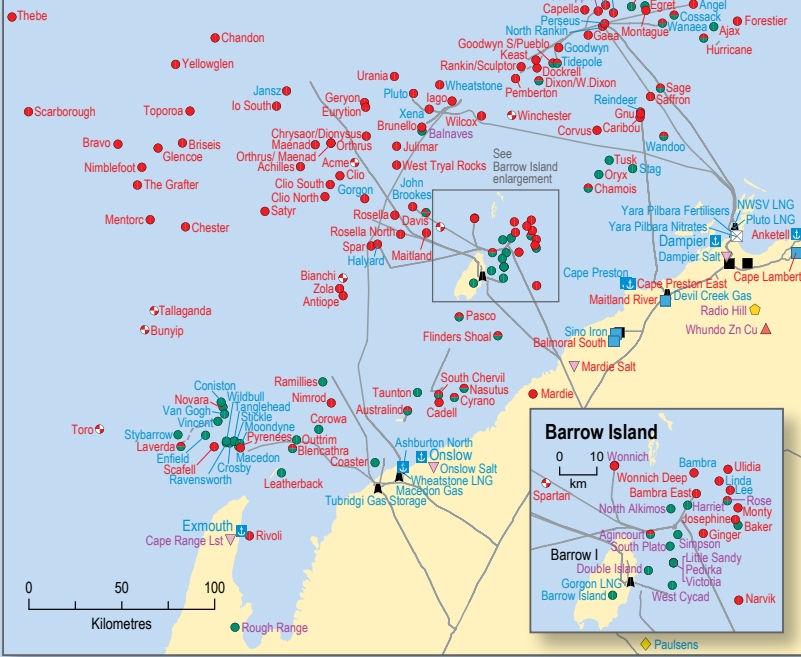 Thebe
Chandon
Yellowglen
Scarborough
Toporoa
Bravo
Briseis
Glencoe
Nimblefoot
The Grafter
Mentorc
Chester
Tallaganda
Bunyip
Toro
Jansz
Io South
Urania
Geryon
Eurytion
Chrysaor/Dionysus
Maenad
Orthrus
Orthrus/ Maenad
Achilles
Acme
Clio
Clio South
Clio North
Gorgon
Satyr
Pluto
Wheatstone
Iago
Xena
Brunello
Balnaves
Wilcox
Julimar
West Tryal Rocks
John
Brookes
Rosella
Davis
Rosella North
Spar
Halyard
Maitland
Bianchi
Zola
Antiope
Capella
Perseus
North Rankin
Egret
Angel
Cossack
Wanaea
Montague
Gaea
Forestier
Ajax
Hurricane
Goodwyn S/Pueblo
Goodwyn
Keast
Tidepole
Rankin/Sculptor
Dockrell
Dixon/W.Dixon
Pemberton
Winchester
Sage
Saffron
Reindeer
Gnu
Corvus
Caribou
Wandoo
Tusk
Stag
Oryx
Chamois
See
Barrow Island
enlargement
NWSV LNG
Yara Pilbara Fertilisers
Pluto LNG
Yara Pilbara Nitrates
Anketell
Dampier
Dampier Salt
Cape Lambert
Cape Preston
Cape Preston East
Maitland River
Devil Creek Gas
Radio Hill
Whundo Zn Cu
Sino Iron
Balmoral South
Mardie Salt
Mardie
Pasco
Flinders Shoal
South Chervil
Nasutus
Taunton
Cyrano
Australind
Cadell
Ramillies
Nimrod
Corowa
Coniston
Wildbull
Novara
Tanglehead
Van Gogh
Stickle
Vincent
Moondyne
Stybarrow
Pyrenees
Outtrim
Laverda
Blencathra
Enfield
Macedon
Scafell
Crosby
Ravensworth
Leatherback
Coaster
Ashburton North
Onslow
Onslow Salt
Wheatstone LNG
Macedon Gas
Tubridgi Gas Storage
Exmouth
Cape Range Lst
Rivoli
Rough Range
0 50 100
Kilometres
Barrow Island
0 10
km
Wonnich
Spartan
Wonnich Deep
Bambra
Ulidia
Linda
Bambra East
Lee
Rose
North Alkimos
Harriet
Monty
Josephine
Baker
Agincourt
Ginger
South Plato
Simpson
Barrow I
Little Sandy
Double Island
Pedirka
Gorgon LNG
Victoria
Barrow Island
West Cycad
Narvik
Paulsens